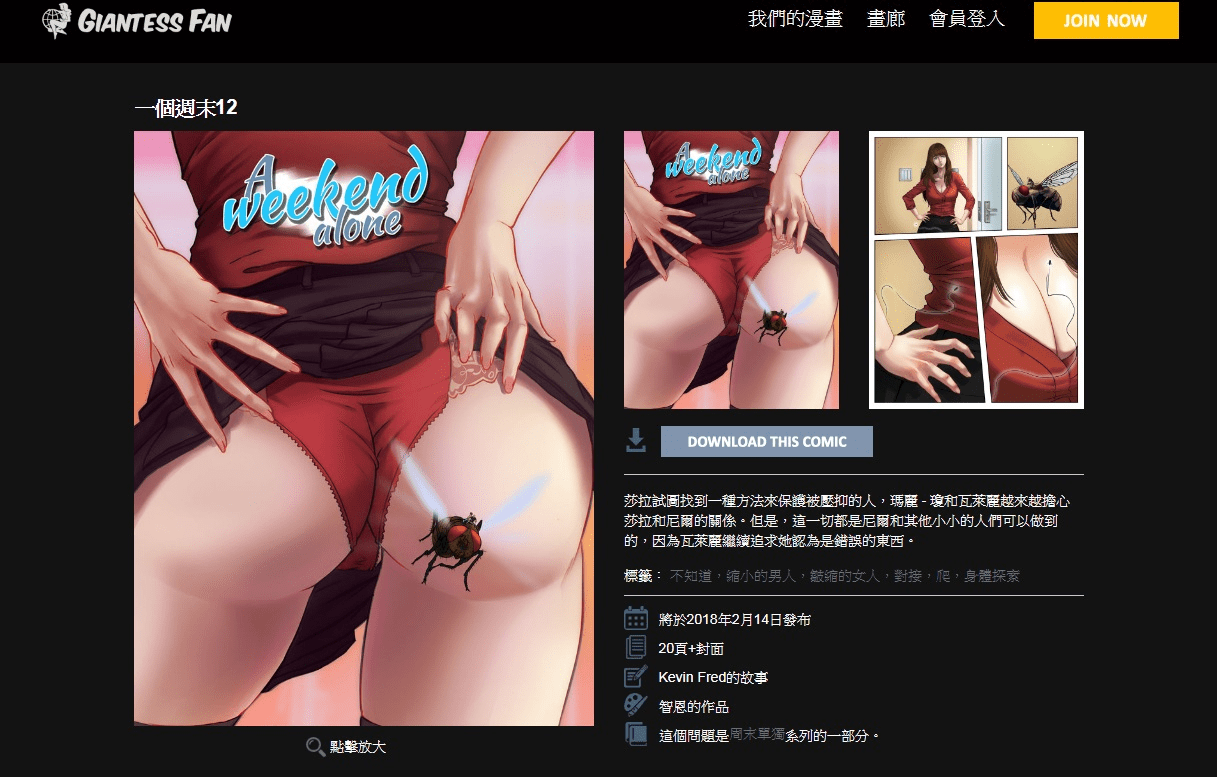 GIANTESS FAN
我們的漫畫 畫廊 會員登入 JOIN NOW
一個週末12
A
weekend
alone
A
weekend
alone
DOWNLOAD THIS COMIC
莎拉試圖找到一種方法來保護被壓抑的人，瑪麗 - 瓊和瓦萊麗越來越擔心
莎拉和尼爾的關係。但是，這一切都是尼爾和其他小小的人們可以做到
的，因為瓦萊麗繼續追求她認為是錯誤的東西。
標籤： 不知道，縮小的男人，皺縮的女人，對接，爬，身體探索
將於2018年2月14日發布
20頁+封面
Kevin Fred的故事
智恩的作品
這個問題是周末單獨系列的一部分。
點擊放大